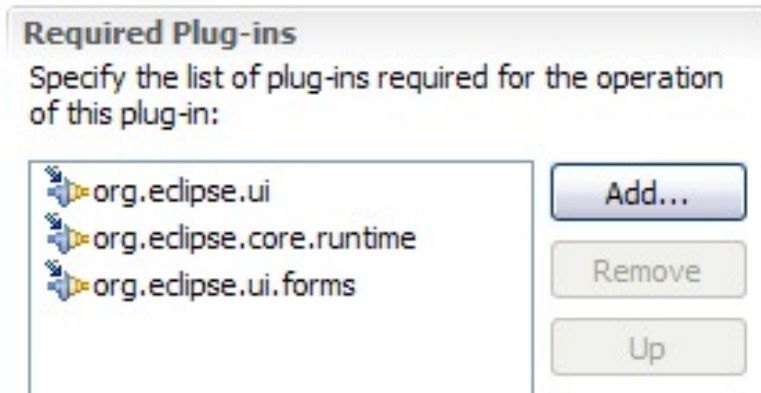 Required Plug-ins
Specify the list of plug-ins required for the operation
of this plug-in:
org.eclipse.ui
Add...
org.eclipse.core.runtime
Remove
org.eclipse.ui.forms
Up